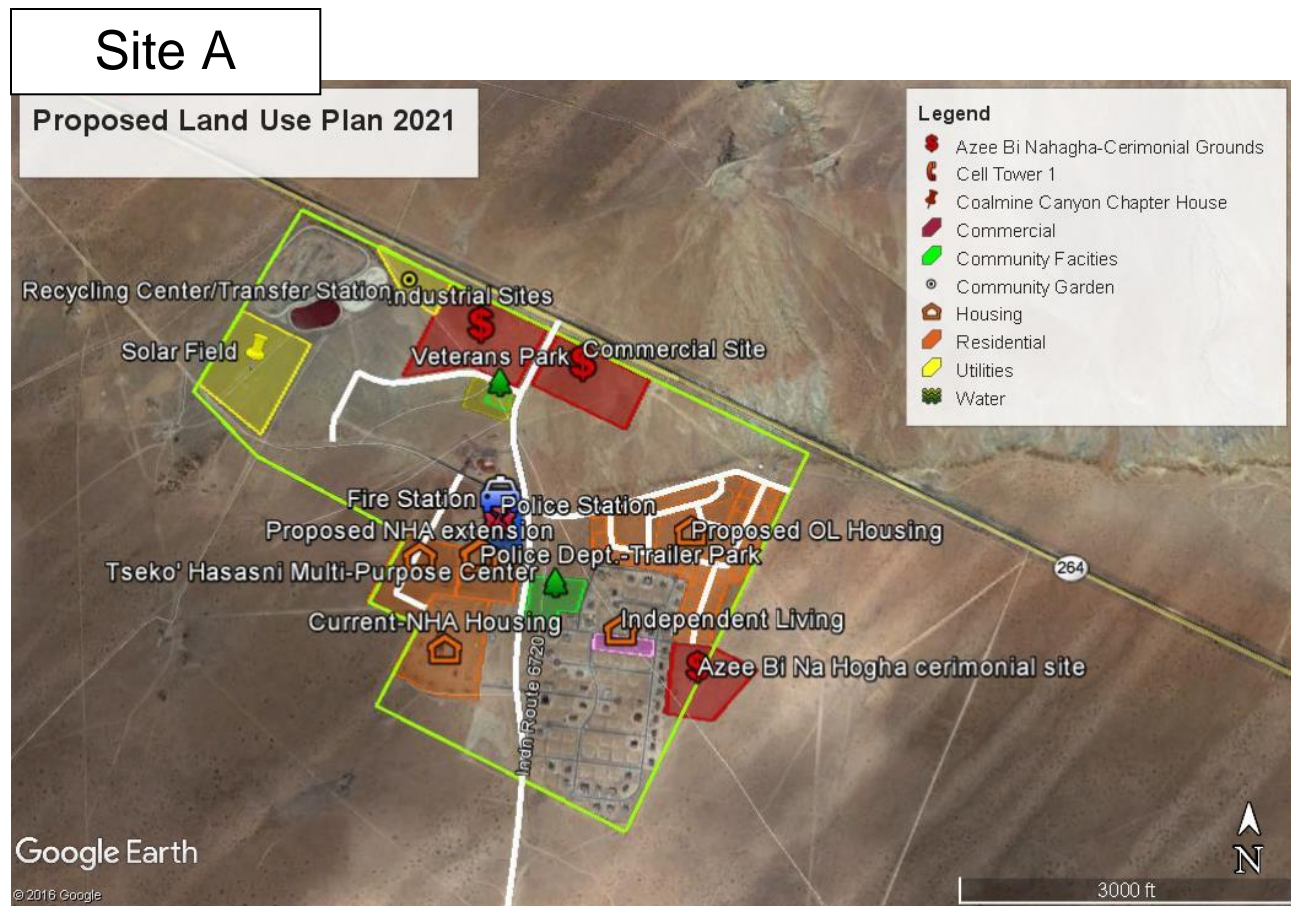 Site A
Proposed Land Use Plan 2021
Legend
Azee Bi Nahagha-Cerimonial Grounds
Cell Tower 1
Coalmine Canyon Chapter House
Commercial
Community Facities
Community Garden
Housing
Residential
Utilities
Water
Recycling Center/Transfer Station
Industrial Sites
Solar Field
Veterans Park
Commercial Site
Fire Station
Police Station
Proposed NHA extension
Proposed OL Housing
Police Dept.-Trailer Park
Tseko' Hasasni Multi-Purpose Center
Current-NHA Housing
Independent Living
Azee Bi Na Hogha cerimonial site
Indn Route 6720
264
Google Earth
© 2016 Google
N
3000 ft